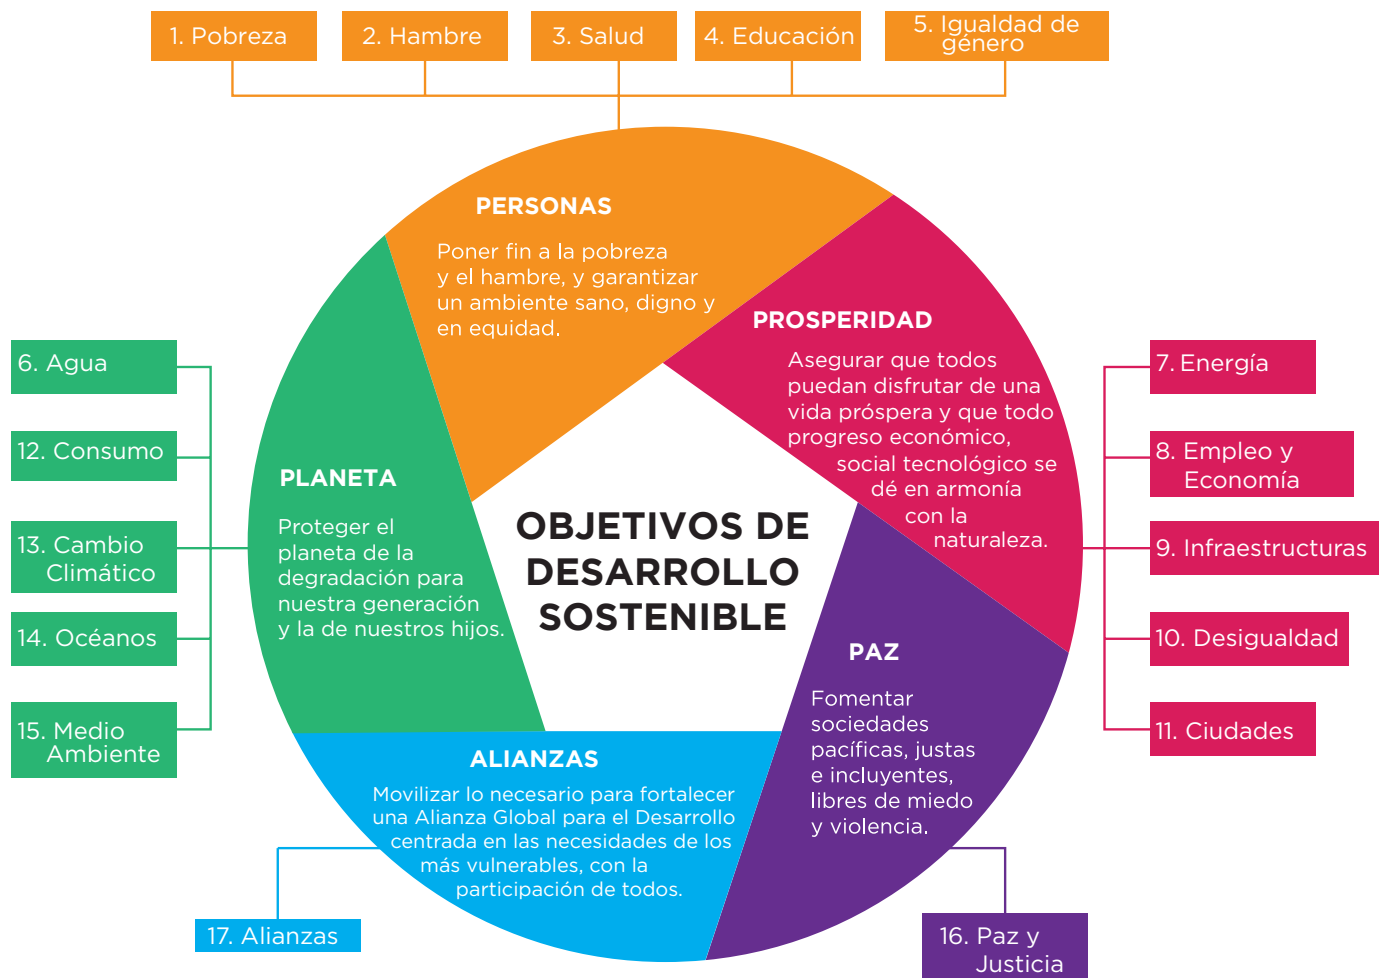 1. Pobreza
2. Hambre
3. Salud
4. Educación
5. Igualdad de
género
PERSONAS
Poner fin a la pobreza
y el hambre, y garantizar
un ambiente sano, digno y
en equidad.
PROSPERIDAD
Asegurar que todos
puedan disfrutar de una
vida próspera y que todo
progreso económico,
social tecnológico se
dé en armonía
con la
naturaleza.
7. Energía
8. Empleo y
Economía
9. Infraestructuras
10. Desigualdad
11. Ciudades
6. Agua
12. Consumo
13. Cambio
Climático
14. Océanos
15. Medio
Ambiente
PLANETA
Proteger el
planeta de la
degradación para
nuestra generación
y la de nuestros hijos.
OBJETIVOS DE
DESARROLLO
SOSTENIBLE
PAZ
Fomentar
sociedades
pacíficas, justas
e incluyentes,
libres de miedo
y violencia.
ALIANZAS
Movilizar lo necesario para fortalecer
una Alianza Global para el Desarrollo
centrada en las necesidades de los
más vulnerables, con la
participación de todos.
17. Alianzas
16. Paz y
Justicia